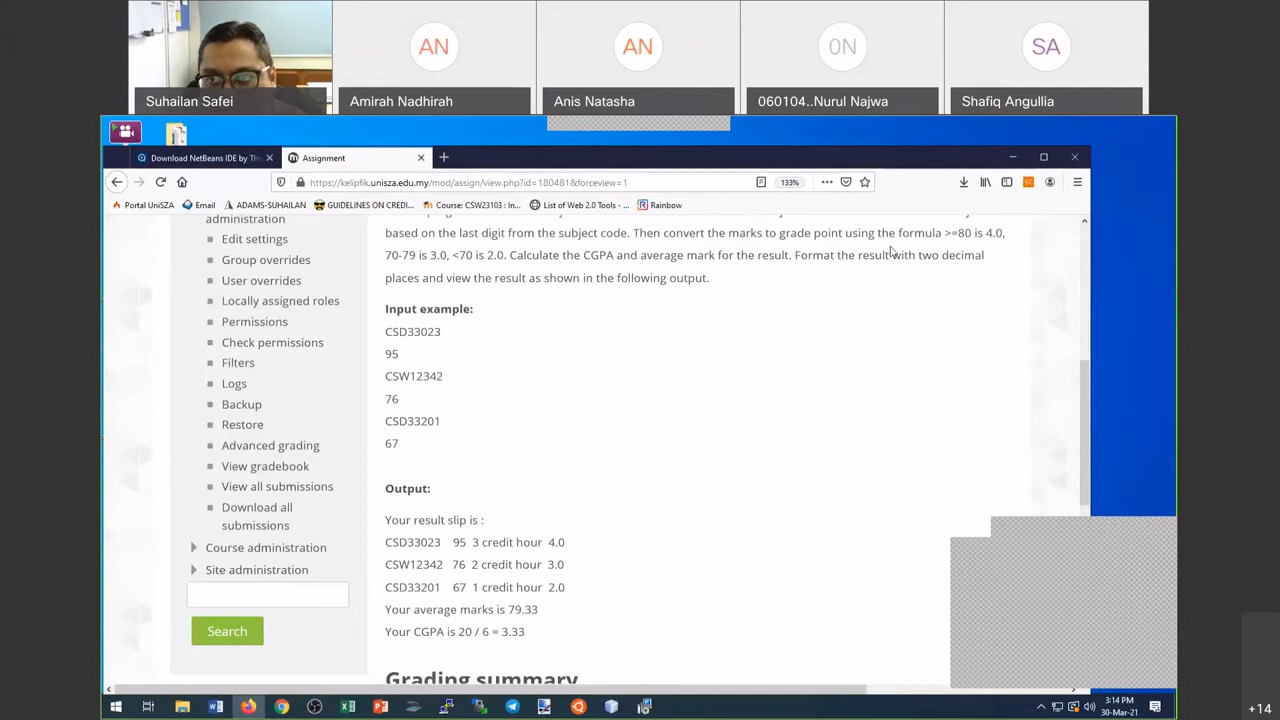 AN
AN
0N
SA
Suhailan Safei
Amirah Nadhirah
Anis Natasha
060104..Nurul Najwa
Shafiq Angullia
Download NetBeans IDE by The
Assignment
https://kelipfik.unisza.edu.my/mod/assign/view.php?id=180481&forceview=1
133%
Portal UniSZA
Email
ADAMS-SUHAILAN
GUIDELINES ON CREDI...
Course: CSW23103 : In...
List of Web 2.0 Tools - ...
Rainbow
administration
Edit settings
Group overrides
User overrides
Locally assigned roles
Permissions
Check permissions
Filters
Logs
Backup
Restore
Advanced grading
View gradebook
View all submissions
Download all
submissions
Course administration
Site administration
Search
based on the last digit from the subject code. Then convert the marks to grade point using the formula >=80 is 4.0,
70-79 is 3.0, <70 is 2.0. Calculate the CGPA and average mark for the result. Format the result with two decimal
places and view the result as shown in the following output.
Input example:
CSD33023
95
CSW12342
76
CSD33201
67
Output:
Your result slip is :
CSD33023 95 3 credit hour 4.0
CSW12342 76 2 credit hour 3.0
CSD33201 67 1 credit hour 2.0
Your average marks is 79.33
Your CGPA is 20 / 6 = 3.33
Grading summary
3:14 PM
30-Mar-21
+14